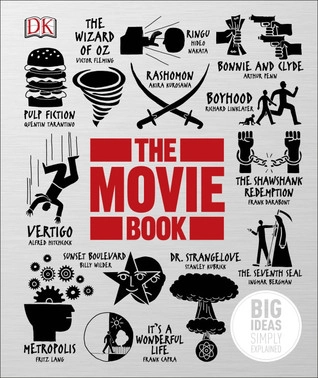 DK
THE
WIZARD
OF OZ
VICTOR FLEMING
RINGU
HIDEO
NAKATA
BONNIE AND CLYDE
ARTHUR PENN
RASHOMON
AKIRA KUROSAWA
BOYHOOD
RICHARD LINKLATER
PULP FICTION
QUENTIN TARANTINO
THE
MOVIE
BOOK
THE SHAWSHANK
REDEMPTION
FRANK DARABONT
VERTIGO
ALFRED HITCHCOCK
SUNSET BOULEVARD
BILLY WILDER
DR. STRANGELOVE
STANLEY KUBRICK
THE SEVENTH SEAL
INGMAR BERGMAN
BIG
IDEAS
SIMPLY
EXPLAINED
METROPOLIS
FRITZ LANG
IT'S A
WONDERFUL
LIFE
FRANK CAPRA